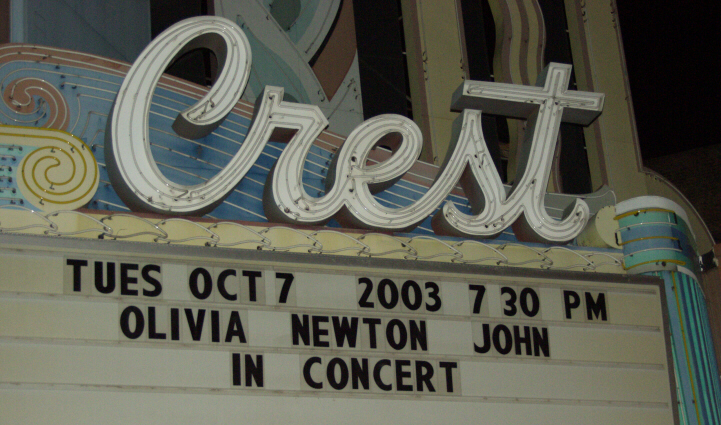 Crest
TUES OCT 7 2003 7 30 PM
OLIVIA NEWTON JOHN
IN CONCERT